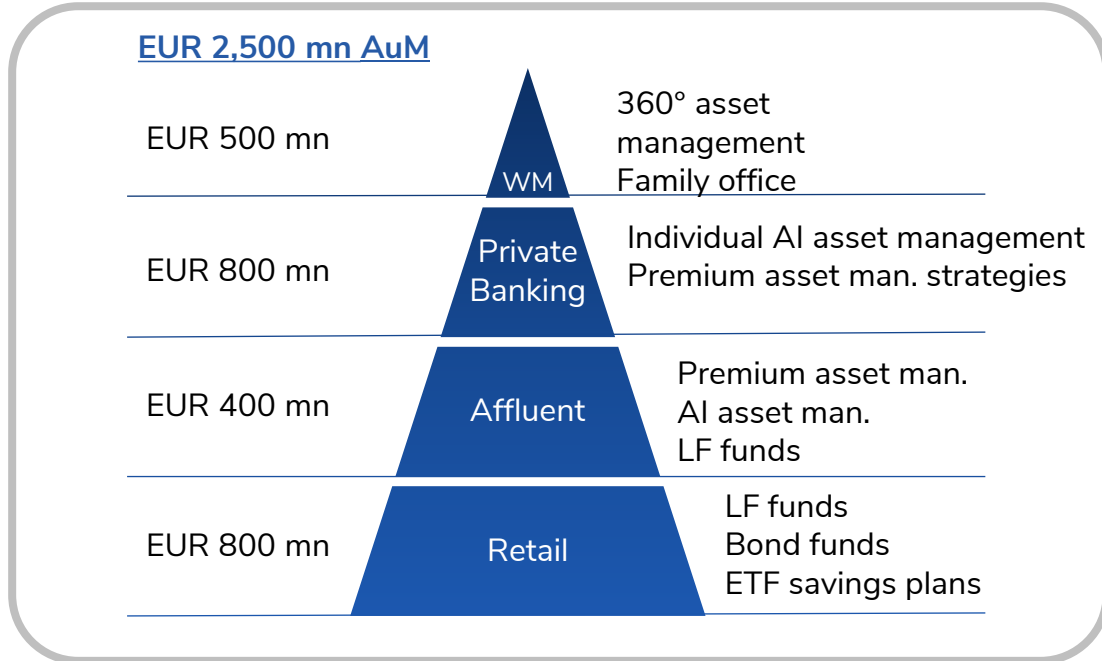 EUR 2,500 mn AuM
EUR 500 mn
WM
360° asset
management
Family office
EUR 800 mn
Private
Banking
Individual AI asset management
Premium asset man. strategies
EUR 400 mn
Affluent
Premium asset man.
AI asset man.
LF funds
EUR 800 mn
Retail
LF funds
Bond funds
ETF savings plans